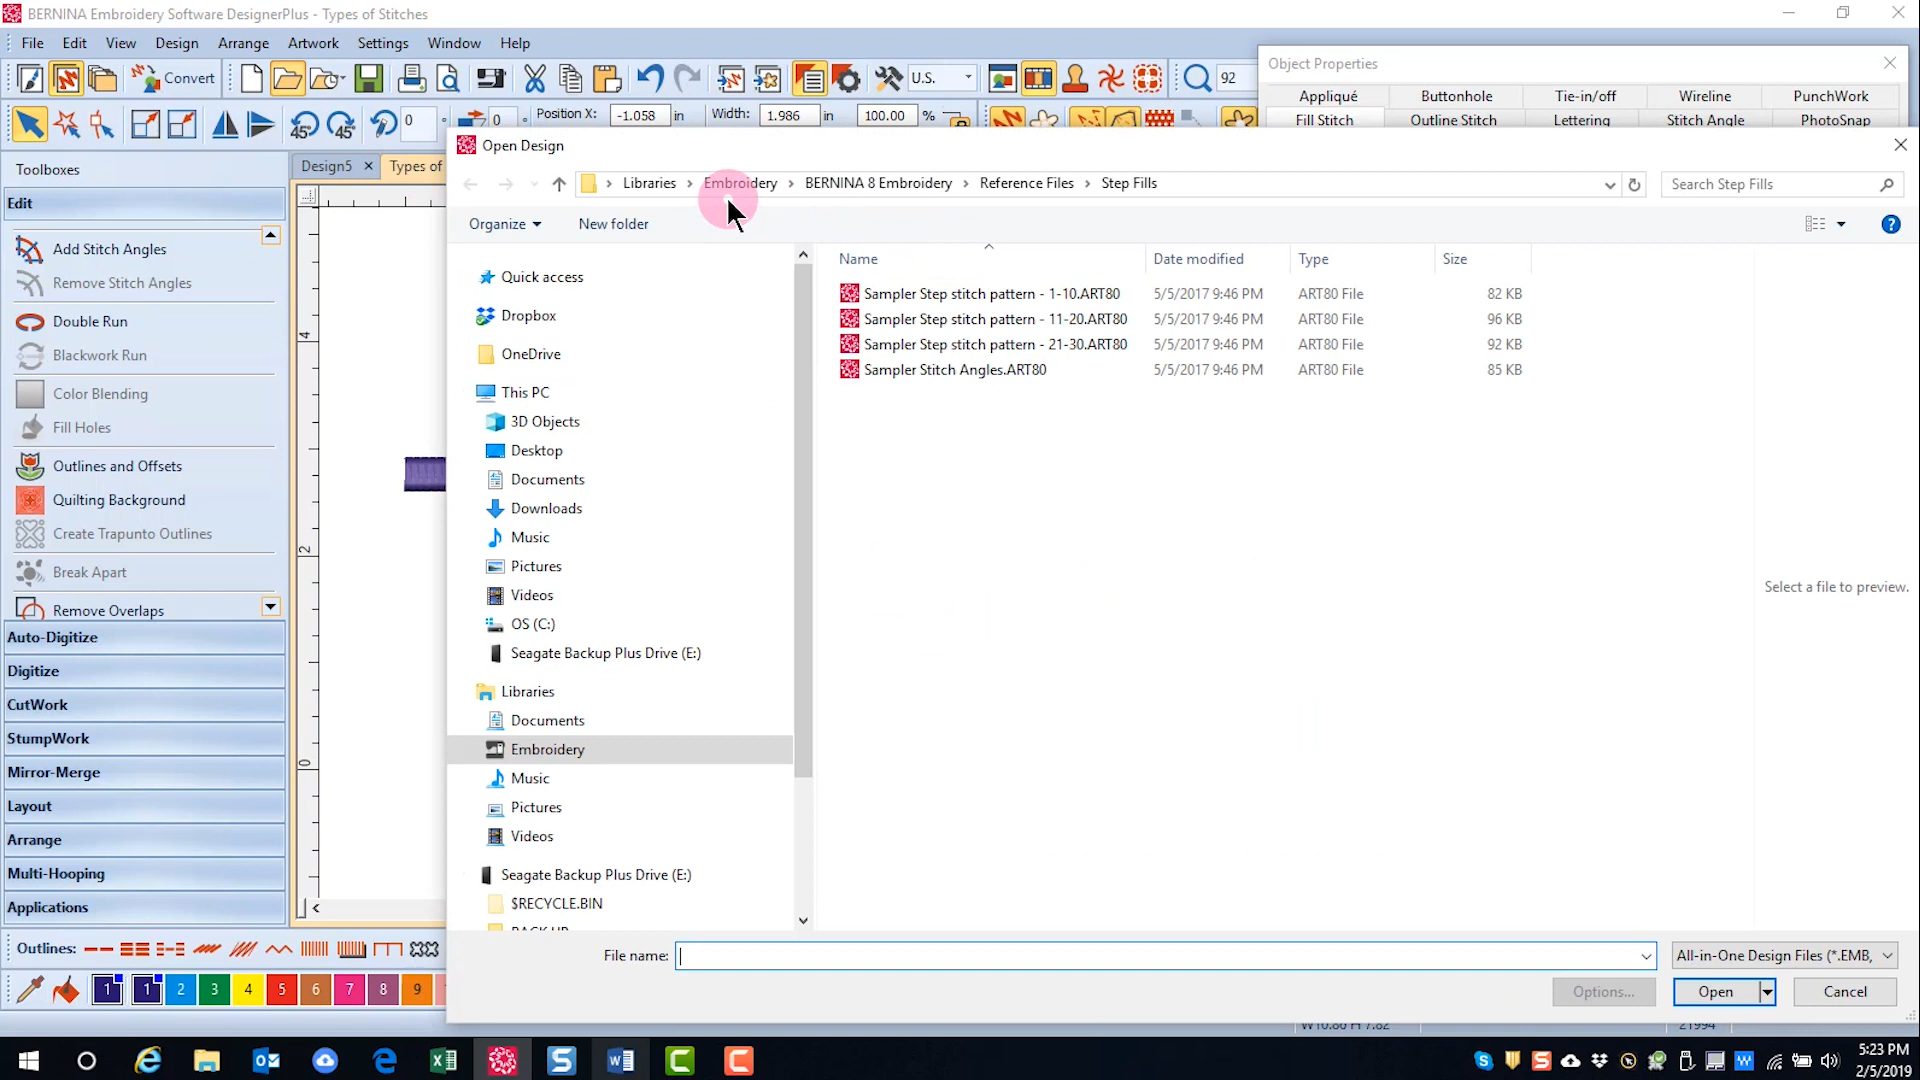 BERNINA Embroidery Software DesignerPlus - Types of Stitches
File Edit View Design Arrange Artwork Settings Window Help
Convert U.S. 92
45 45 0 0 Position X: -1.058 in Width: 1.986 in 100.00 %
Object Properties
Appliqué Buttonhole Tie-in/off Wireline PunchWork
Fill Stitch Outline Stitch Lettering Stitch Angle PhotoSnap
Toolboxes
Edit
Add Stitch Angles
Remove Stitch Angles
Double Run
Blackwork Run
Color Blending
Fill Holes
Outlines and Offsets
Quilting Background
Create Trapunto Outlines
Break Apart
Remove Overlaps
Auto-Digitize
Digitize
CutWork
StumpWork
Mirror-Merge
Layout
Arrange
Multi-Hooping
Applications
Design5 Types of
4
2
0
Open Design
Libraries Embroidery BERNINA 8 Embroidery Reference Files Step Fills
Search Step Fills
Organize New folder
Quick access
Dropbox
OneDrive
This PC
3D Objects
Desktop
Documents
Downloads
Music
Pictures
Videos
OS (C:)
Seagate Backup Plus Drive (E:)
Libraries
Documents
Embroidery
Music
Pictures
Videos
Seagate Backup Plus Drive (E:)
$RECYCLE.BIN
Name Date modified Type Size
Sampler Step stitch pattern - 1-10.ART80 5/5/2017 9:46 PM ART80 File 82 KB
Sampler Step stitch pattern - 11-20.ART80 5/5/2017 9:46 PM ART80 File 96 KB
Sampler Step stitch pattern - 21-30.ART80 5/5/2017 9:46 PM ART80 File 92 KB
Sampler Stitch Angles.ART80 5/5/2017 9:46 PM ART80 File 85 KB
Select a file to preview.
File name: All-in-One Design Files (*.EMB,
Options... Open Cancel
Outlines:
1 1 2 3 4 5 6 7 8 9
W10.86 H 7.82 21994
5:23 PM
2/5/2019